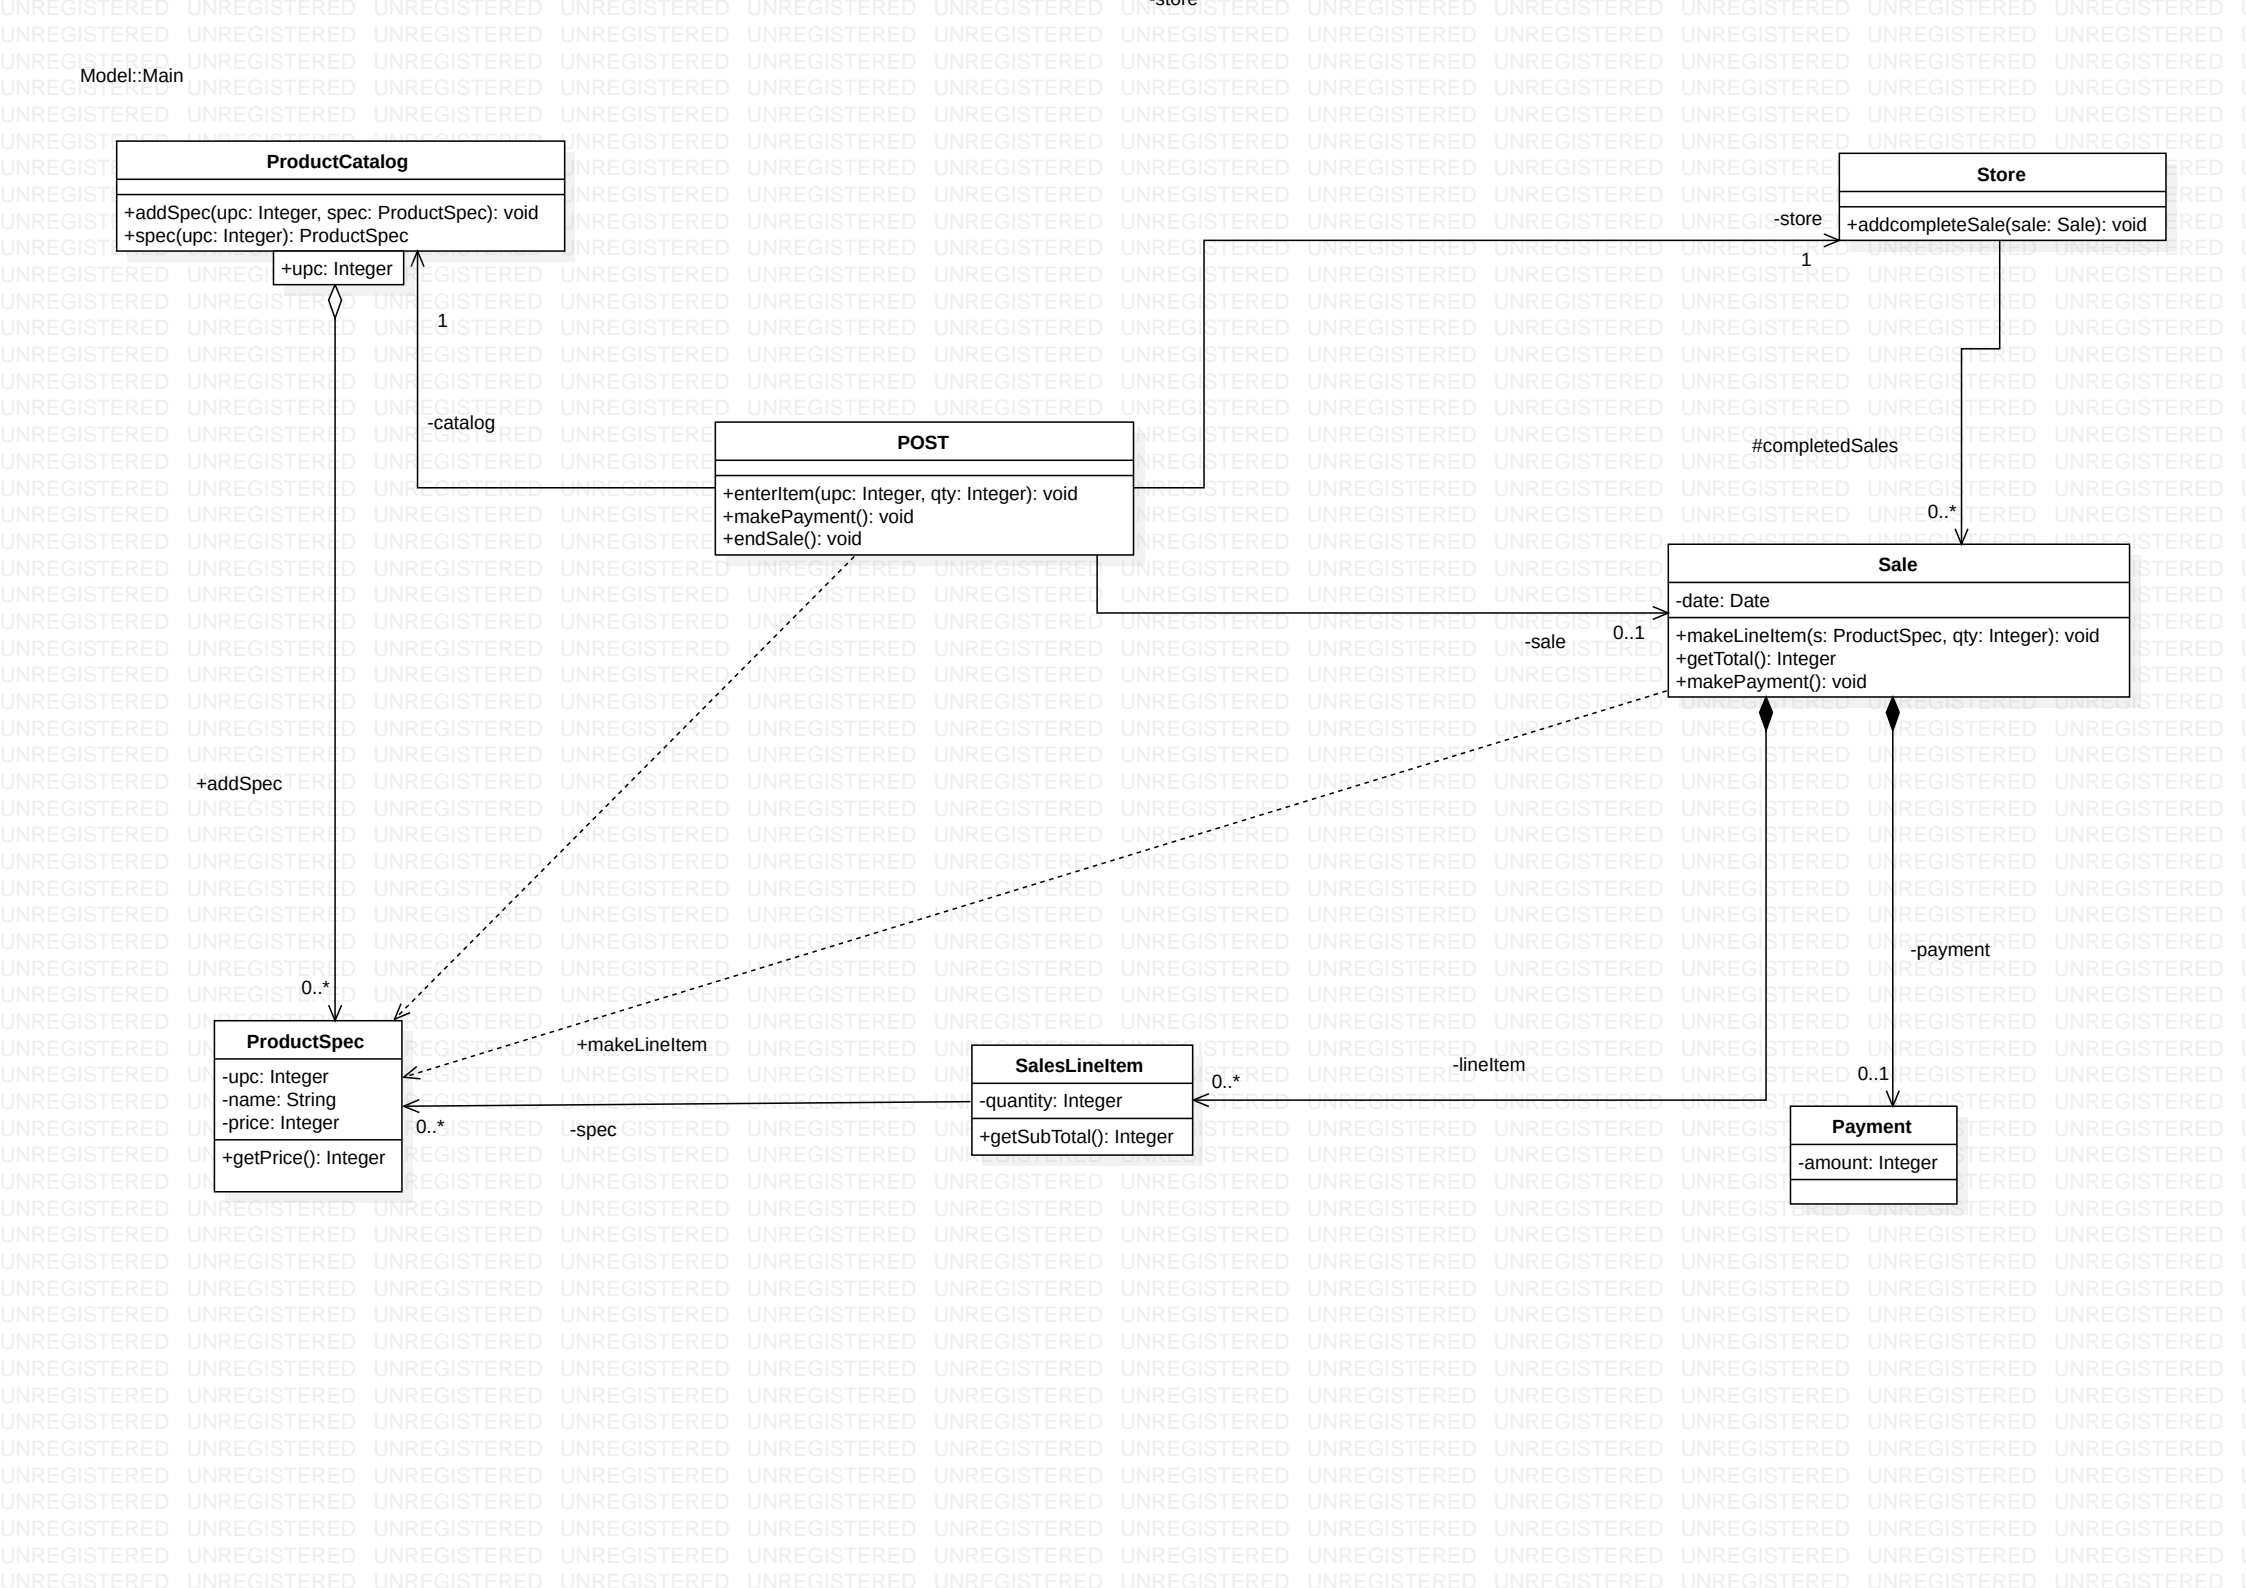 -store
Model::Main
ProductCatalog
+addSpec(upc: Integer, spec: ProductSpec): void
+spec(upc: Integer): ProductSpec
+upc: Integer
1
-catalog
Store
+addcompleteSale(sale: Sale): void
-store
1
POST
+enterItem(upc: Integer, qty: Integer): void
+makePayment(): void
+endSale(): void
#completedSales
0..*
Sale
-date: Date
+makeLineItem(s: ProductSpec, qty: Integer): void
+getTotal(): Integer
+makePayment(): void
-sale
0..1
+addSpec
0..*
-payment
0..1
ProductSpec
-upc: Integer
-name: String
-price: Integer
+getPrice(): Integer
+makeLineItem
0..*
-spec
SalesLineItem
-quantity: Integer
+getSubTotal(): Integer
0..*
-lineItem
Payment
-amount: Integer
UNREGISTERED